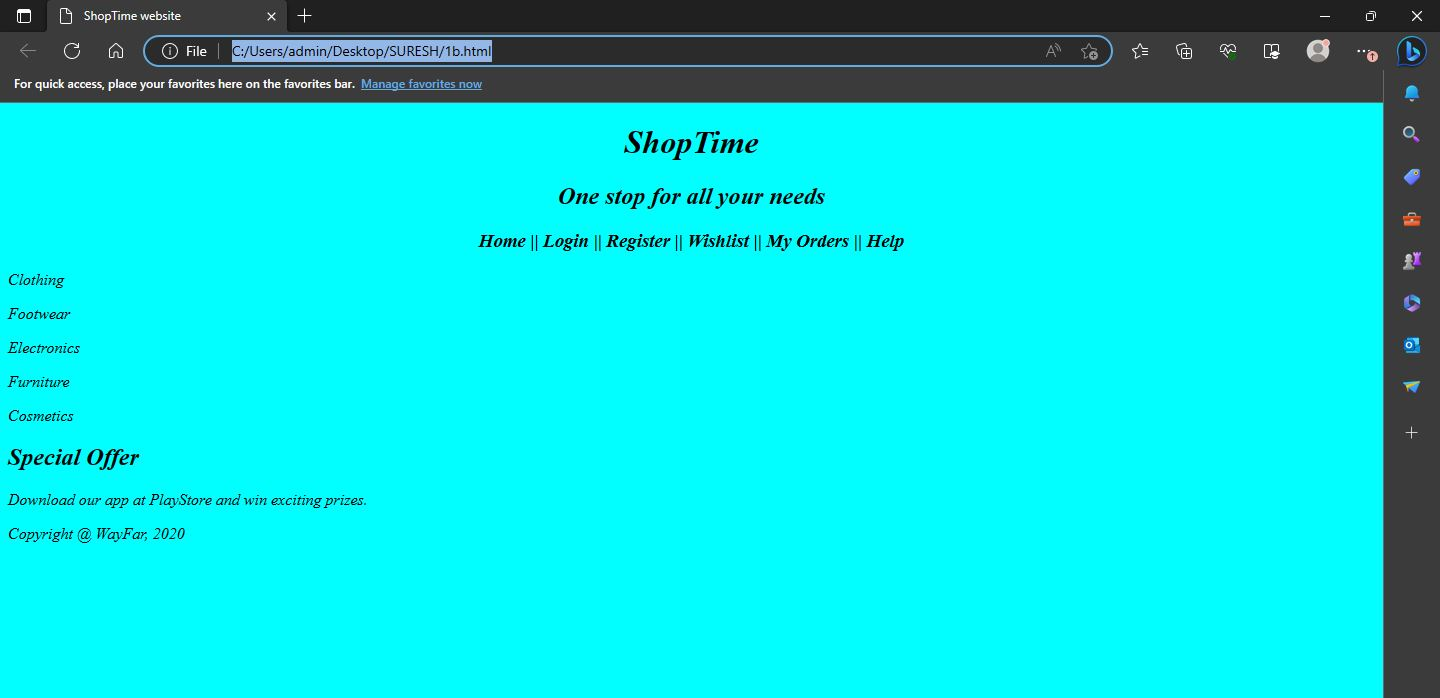 ShopTime website
File
C:/Users/admin/Desktop/SURESH/1b.html
For quick access, place your favorites here on the favorites bar. Manage favorites now
ShopTime
One stop for all your needs
Home || Login || Register || Wishlist || My Orders || Help
Clothing
Footwear
Electronics
Furniture
Cosmetics
Special Offer
Download our app at PlayStore and win exciting prizes.
Copyright @ WayFar, 2020